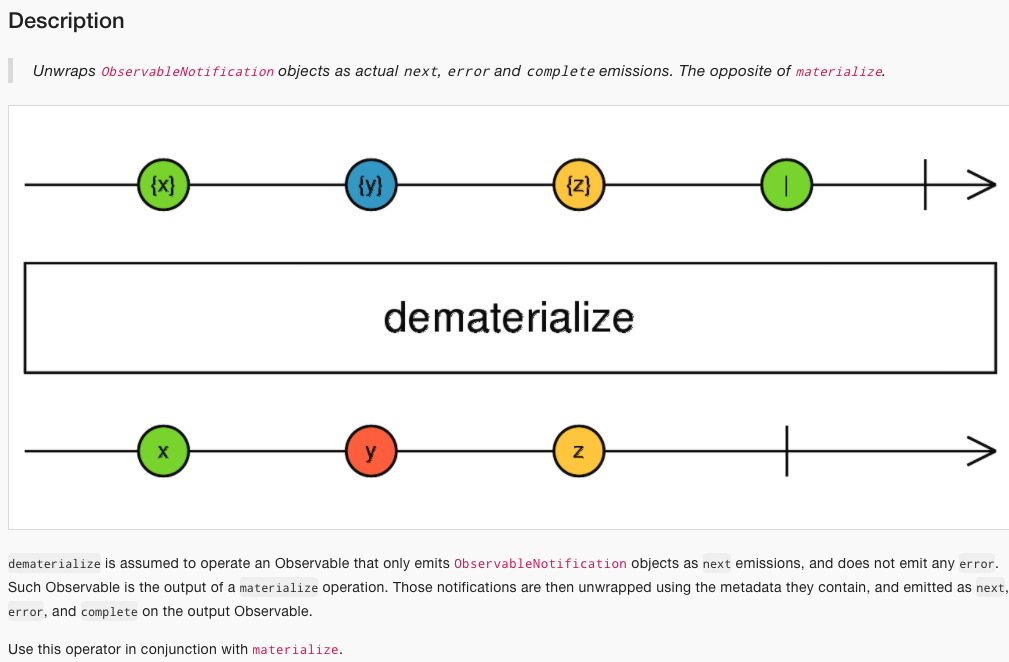 Description
Unwraps ObservableNotification objects as actual next, error and complete emissions. The opposite of materialize.
{x} {y} {z} |
dematerialize
x y z
dematerialize is assumed to operate an Observable that only emits ObservableNotification objects as next emissions, and does not emit any error.
Such Observable is the output of a materialize operation. Those notifications are then unwrapped using the metadata they contain, and emitted as next,
error, and complete on the output Observable.
Use this operator in conjunction with materialize.